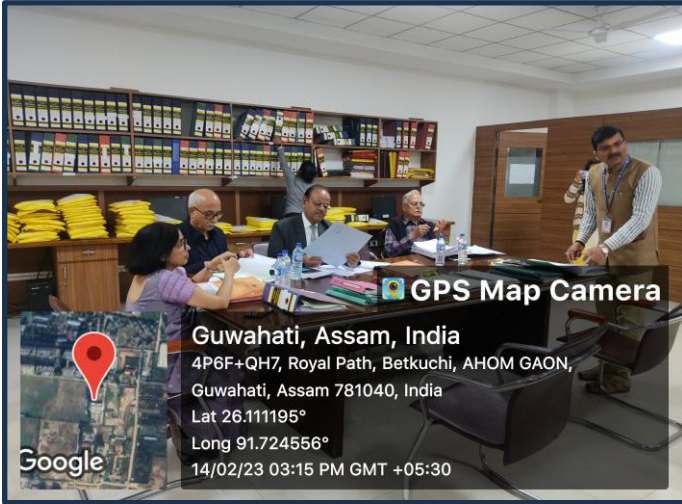 GPS Map Camera
Guwahati, Assam, India
4P6F+QH7, Royal Path, Betkuchi, AHOM GAON,
Guwahati, Assam 781040, India
Lat 26.111195°
Long 91.724556°
14/02/23 03:15 PM GMT +05:30
Google